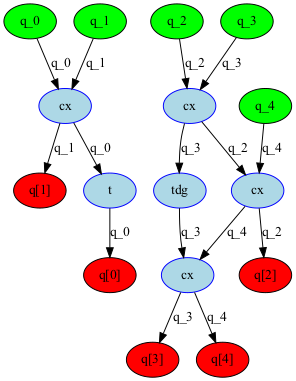 q_0 q_1 q_2 q_3
q_0 q_1 q_2 q_3
cx cx q_4
q_1 q_0 q_3 q_2 q_4
q[1] t tdg cx
q_0 q_3 q_4 q_2
q[0] cx q[2]
q_3 q_4
q[3] q[4]